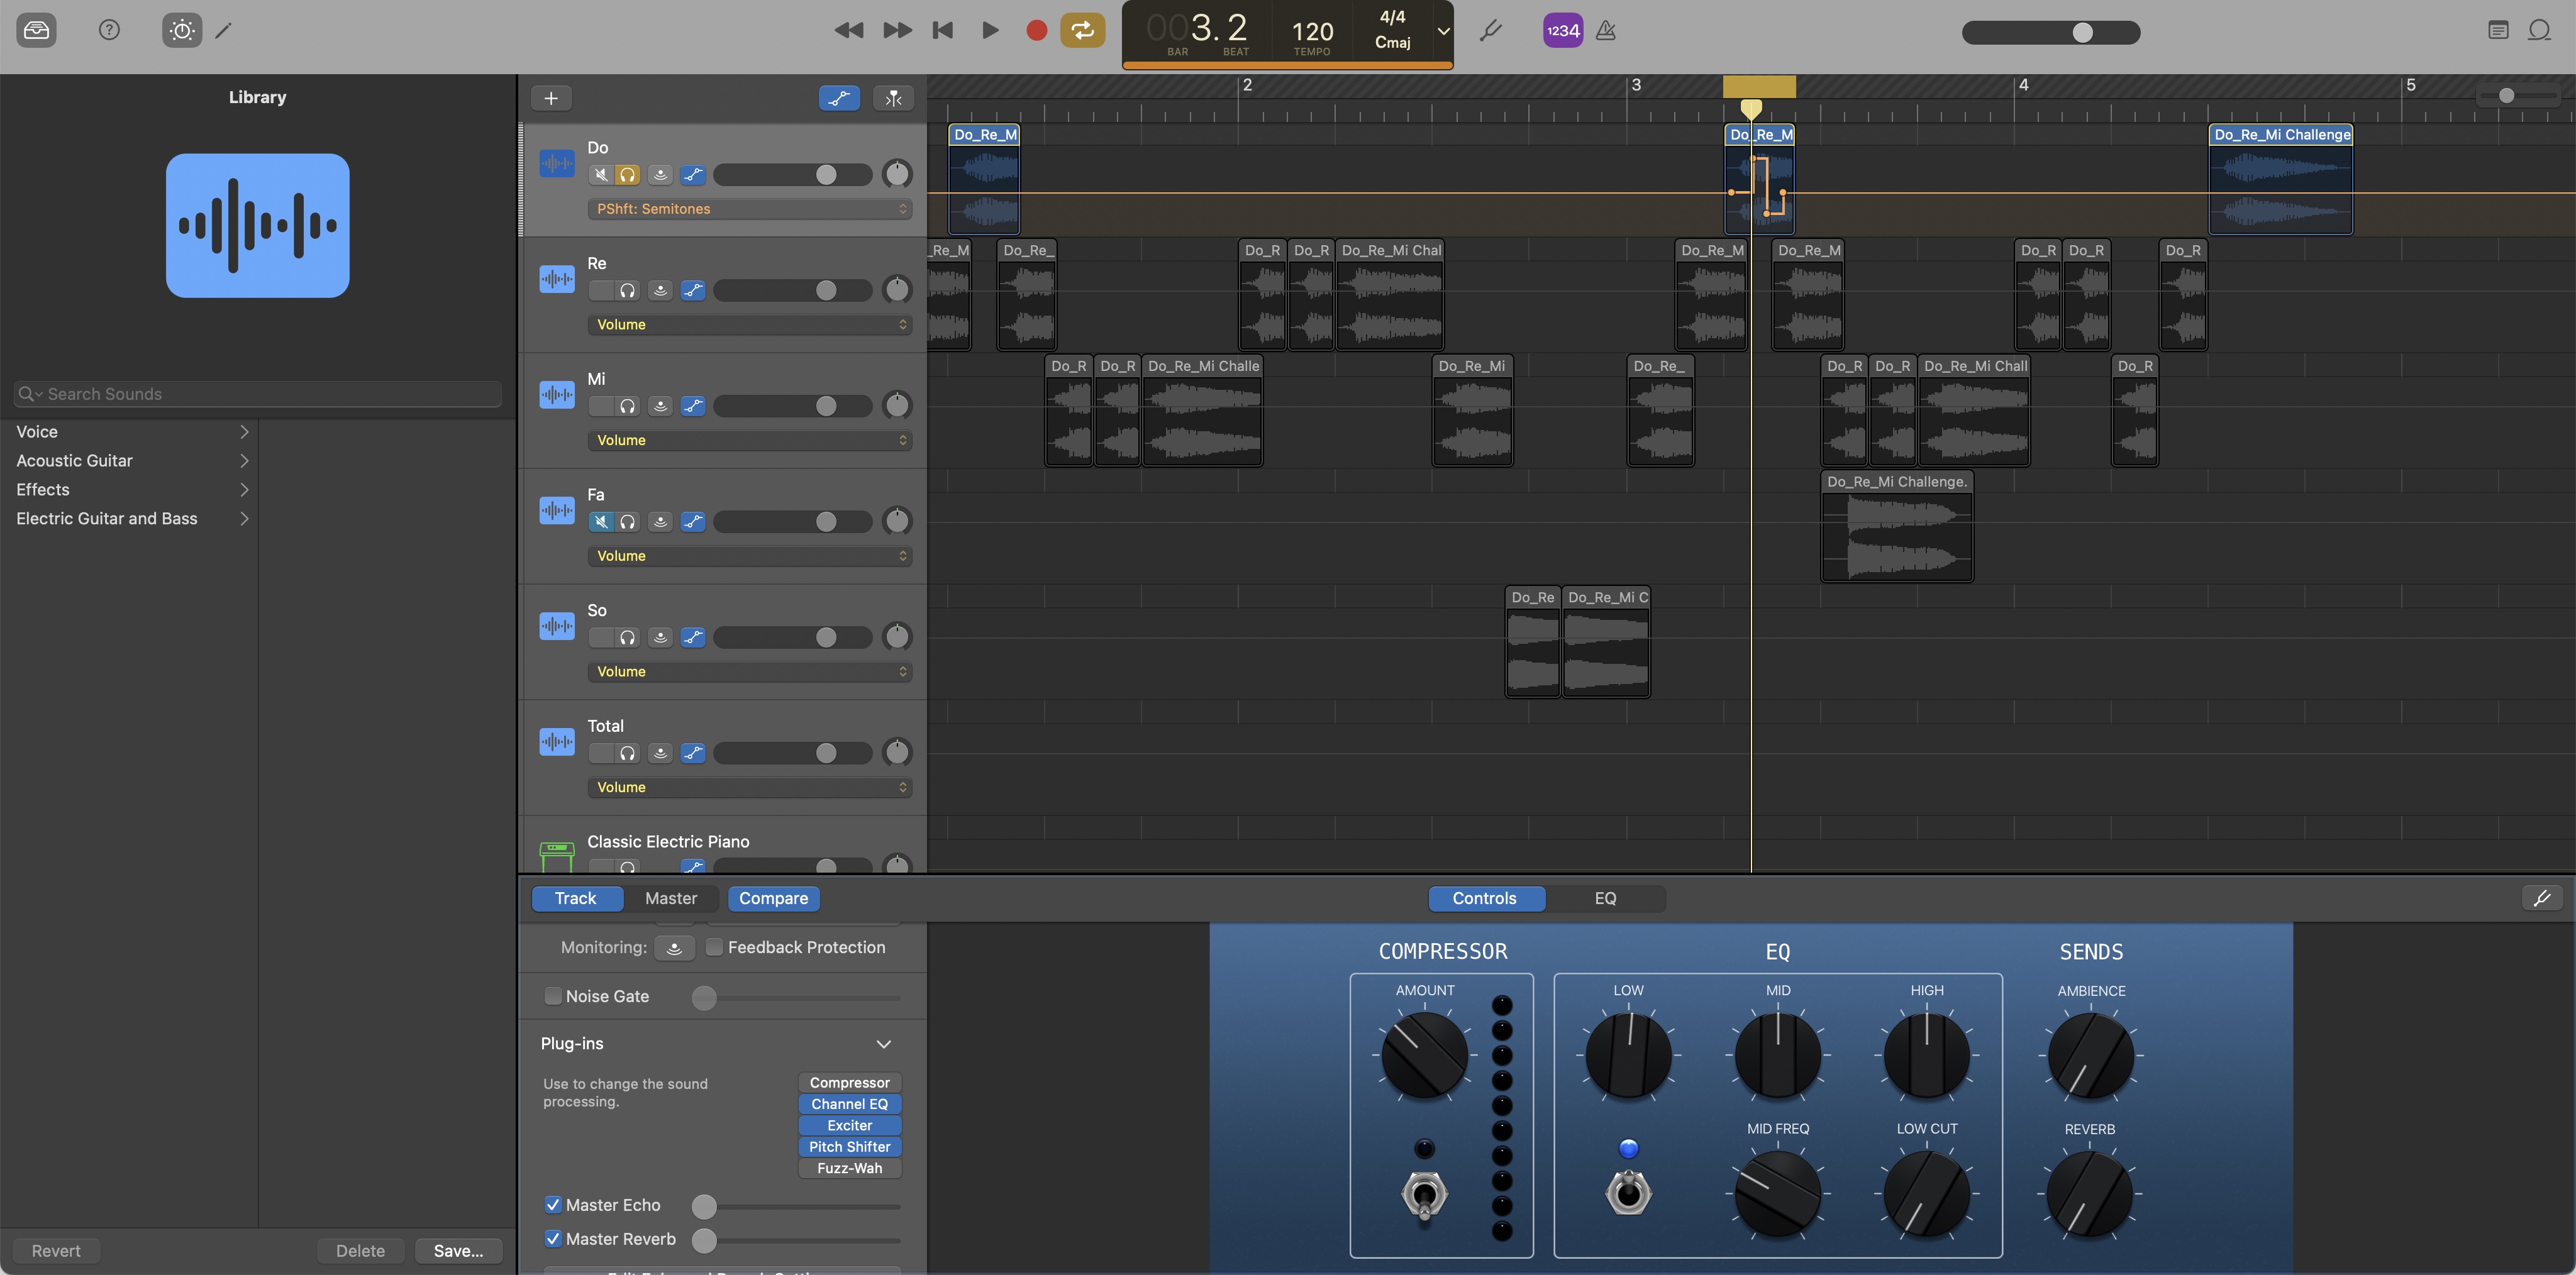 003.2
BAR
BEAT
120
TEMPO
4/4
Cmaj
1234
Library
2
3
4
5
Do
PShft: Semitones
Do_Re_M
Do_Re_M
Do_Re_Mi Challenge
Re
Volume
_Re_M
Do_Re_
Do_R
Do_R
Do_Re_Mi Chal
Do_Re_M
Do_Re_M
Do_R
Do_R
Do_R
Mi
Volume
Do_R
Do_R
Do_Re_Mi Challe
Do_Re_Mi
Do_Re_
Do_R
Do_R
Do_Re_Mi Chall
Do_R
Search Sounds
Voice
Acoustic Guitar
Effects
Electric Guitar and Bass
Fa
Volume
Do_Re_Mi Challenge.
So
Volume
Do_Re
Do_Re_Mi C
Total
Volume
Classic Electric Piano
Track
Master
Compare
Controls
EQ
Monitoring:
Feedback Protection
Noise Gate
Plug-ins
Use to change the sound
processing.
Compressor
Channel EQ
Exciter
Pitch Shifter
Fuzz-Wah
Master Echo
Master Reverb
COMPRESSOR
AMOUNT
EQ
LOW
MID
HIGH
MID FREQ
LOW CUT
SENDS
AMBIENCE
REVERB
Revert
Delete
Save...